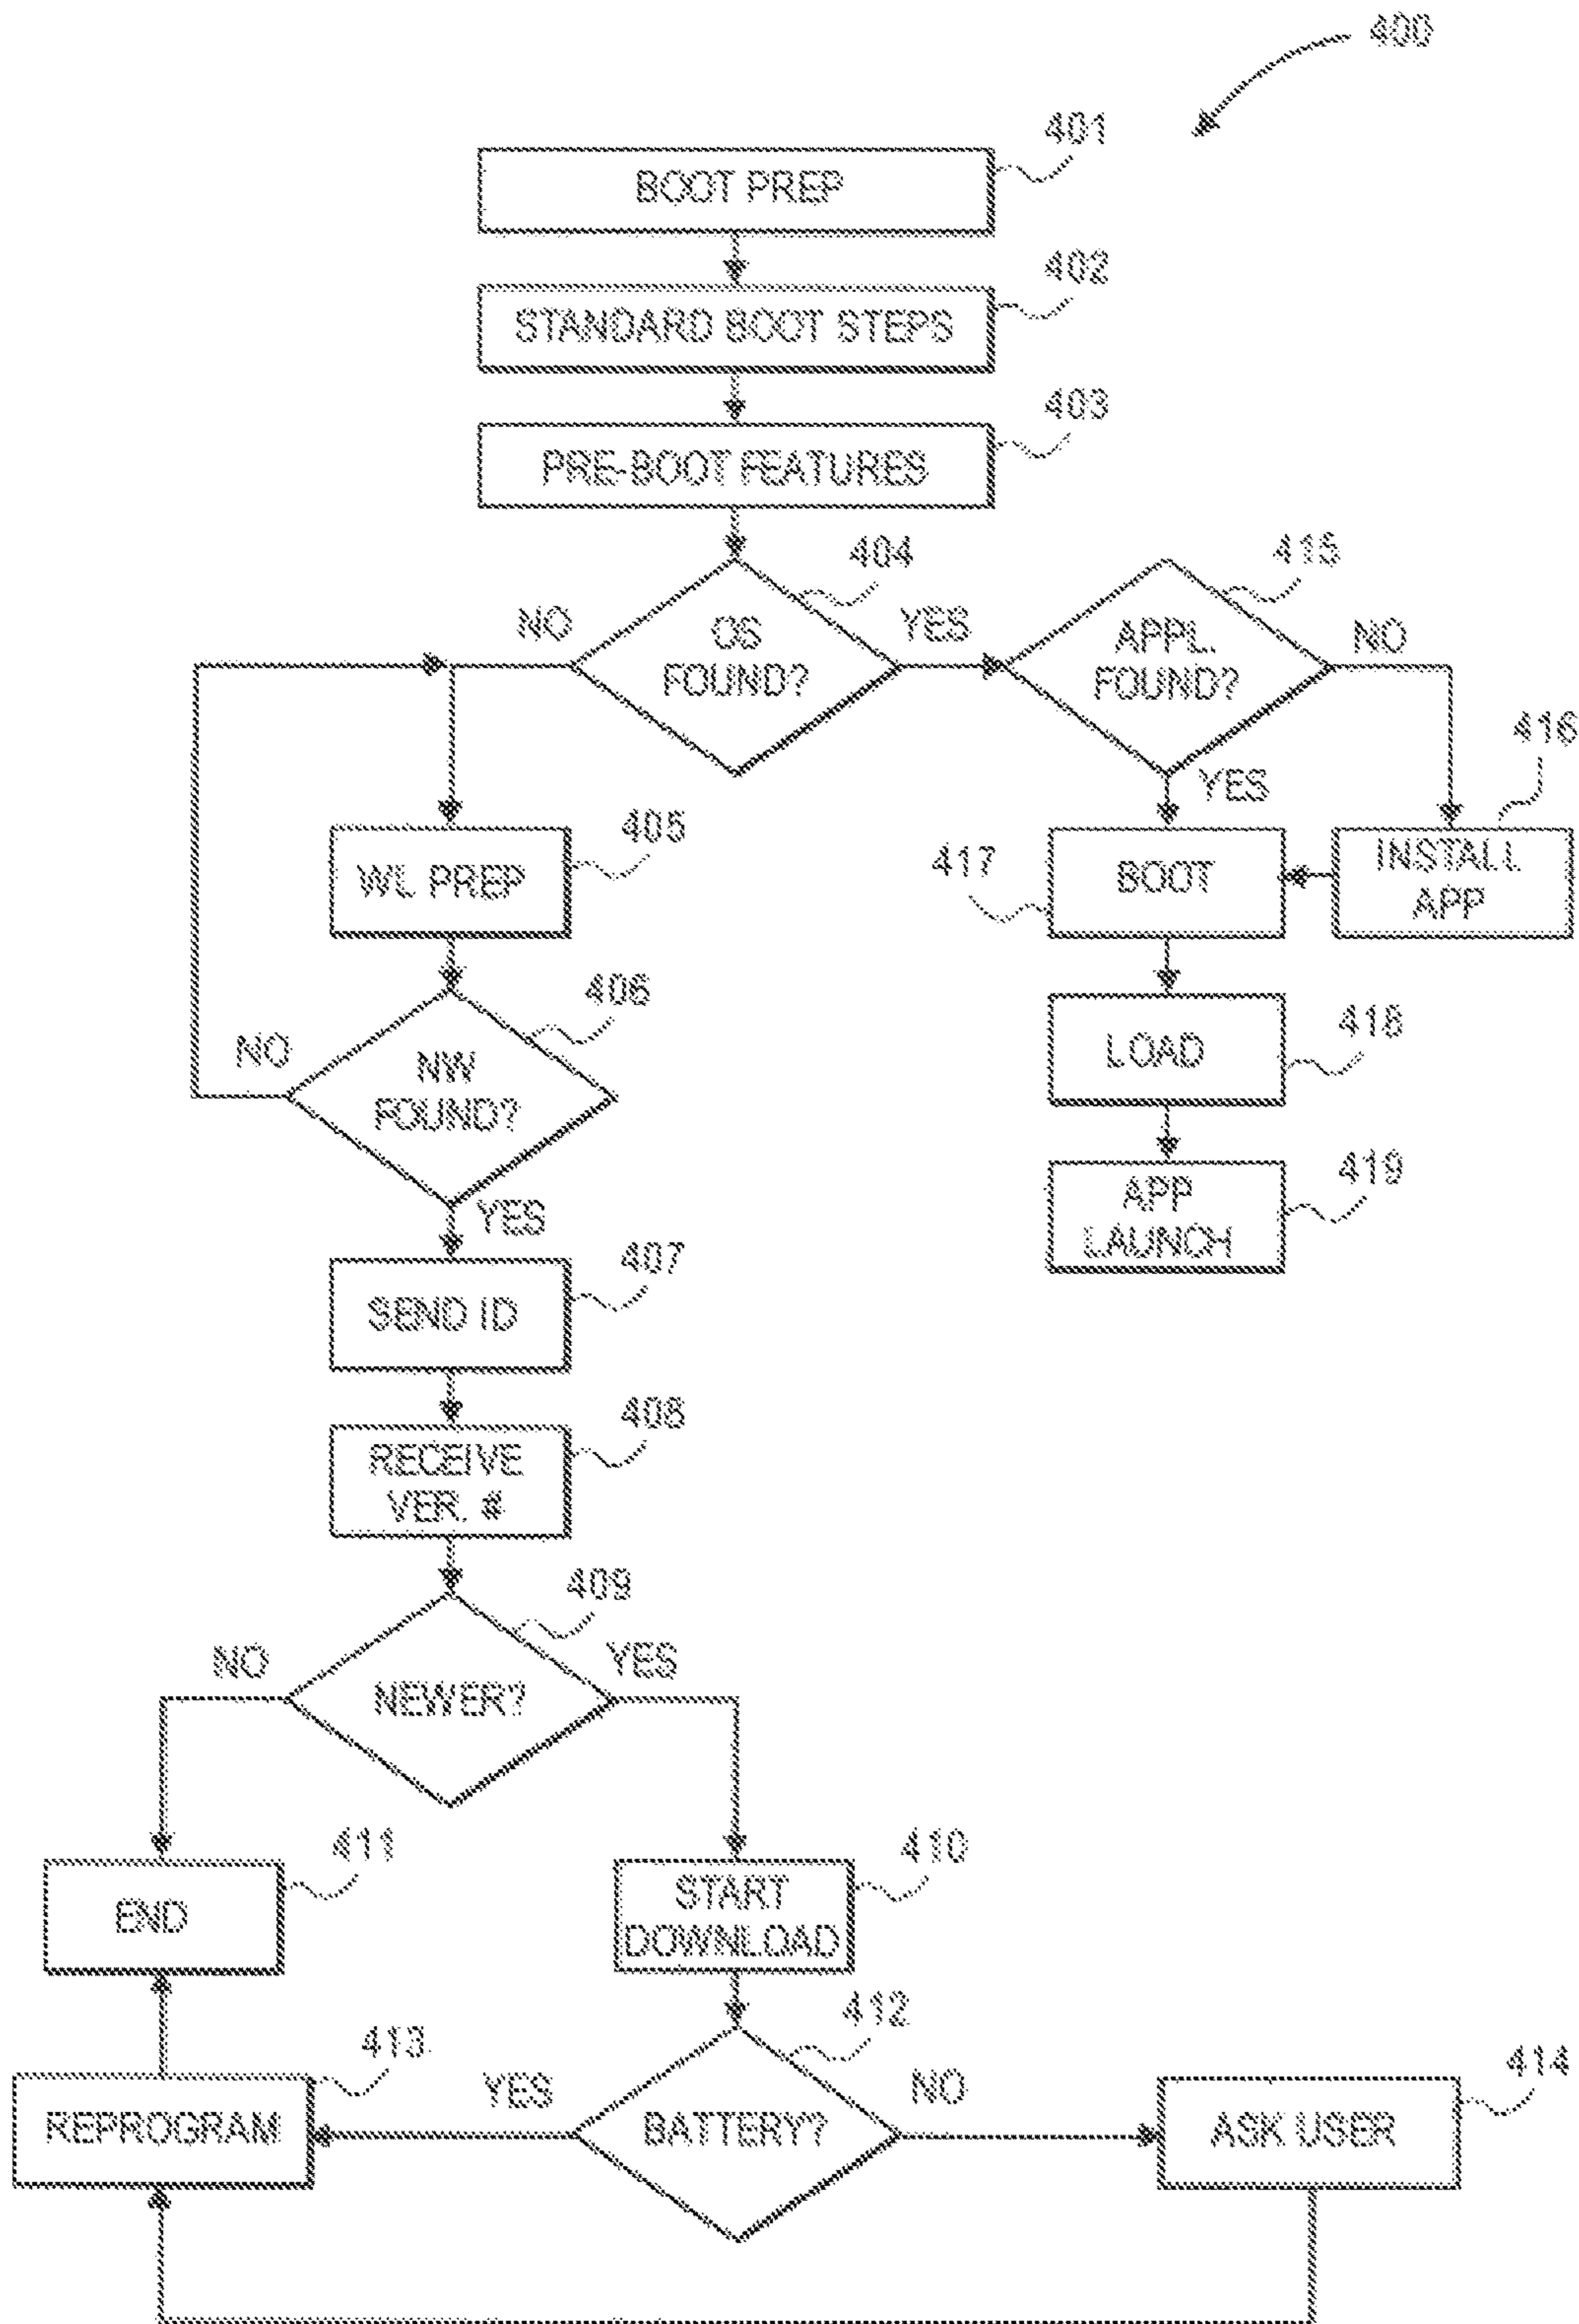 400
401
BOOT PREP
402
STANDARD BOOT STEPS
403
PRE-BOOT FEATURES
404
415
NO
OS
FOUND?
YES
APPL.
FOUND?
NO
416
YES
405
WL PREP
417
BOOT
INSTALL
APP
406
NO
NW
FOUND?
418
LOAD
YES
419
APP
LAUNCH
407
SEND ID
408
RECEIVE
VER. #
409
NO
NEWER?
YES
411
END
410
START
DOWNLOAD
412
413
REPROGRAM
YES
BATTERY?
NO
414
ASK USER